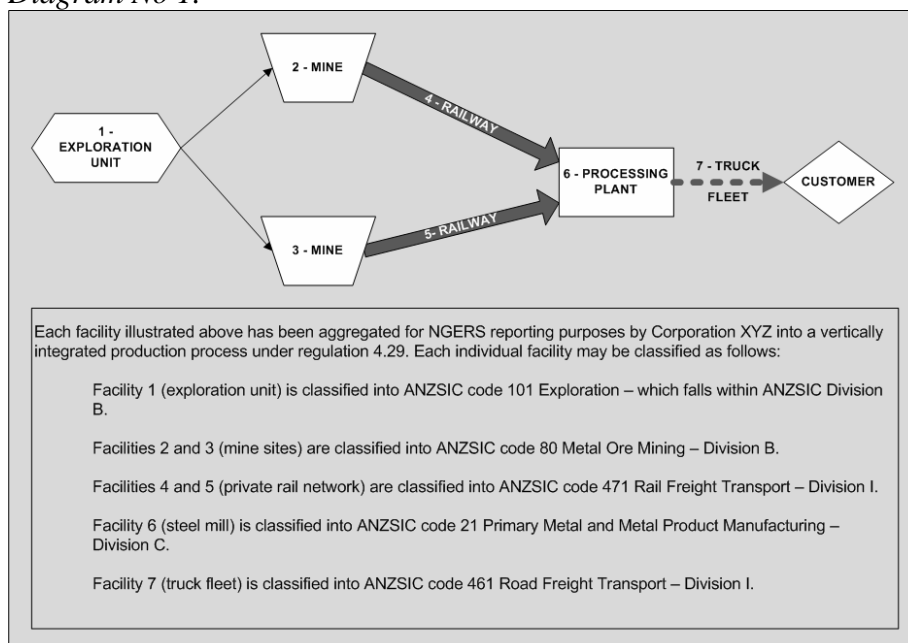 Diagram No 1:
2 - MINE
4 - RAILWAY
1 -
EXPLORATION
UNIT
6 - PROCESSING
PLANT
7 - TRUCK
FLEET
CUSTOMER
5- RAILWAY
3 - MINE
Each facility illustrated above has been aggregated for NGERS reporting purposes by Corporation XYZ into a vertically
integrated production process under regulation 4.29. Each individual facility may be classified as follows:
Facility 1 (exploration unit) is classified into ANZSIC code 101 Exploration – which falls within ANZSIC Division
B.
Facilities 2 and 3 (mine sites) are classified into ANZSIC code 80 Metal Ore Mining – Division B.
Facilities 4 and 5 (private rail network) are classified into ANZSIC code 471 Rail Freight Transport – Division I.
Facility 6 (steel mill) is classified into ANZSIC code 21 Primary Metal and Metal Product Manufacturing –
Division C.
Facility 7 (truck fleet) is classified into ANZSIC code 461 Road Freight Transport – Division I.